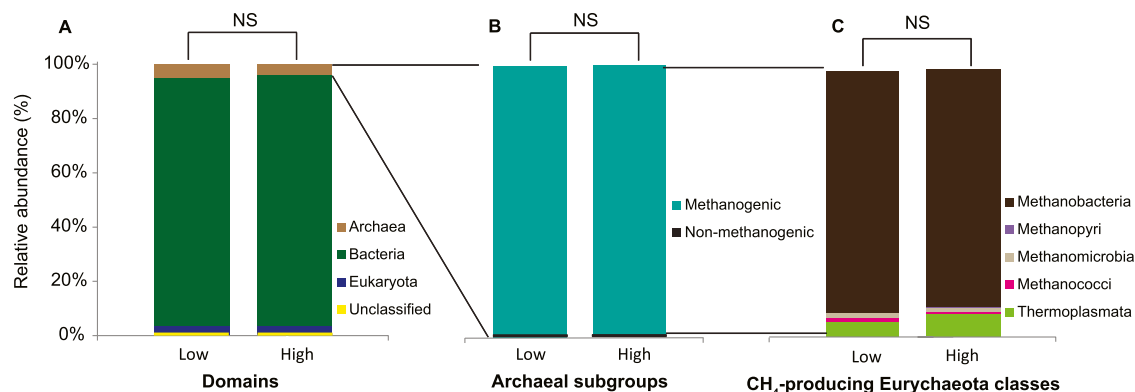 A
NS
B
NS
C
NS
Relative abundance (%)
100%
80%
60%
40%
20%
0%
Archaea
Bacteria
Eukaryota
Unclassified
Low
High
Domains
Methanogenic
Non-methanogenic
Low
High
Archaeal subgroups
Methanobacteria
Methanopyri
Methanomicrobia
Methanococci
Thermoplasmata
Low
High
CH₄-producing Eurychaeota classes